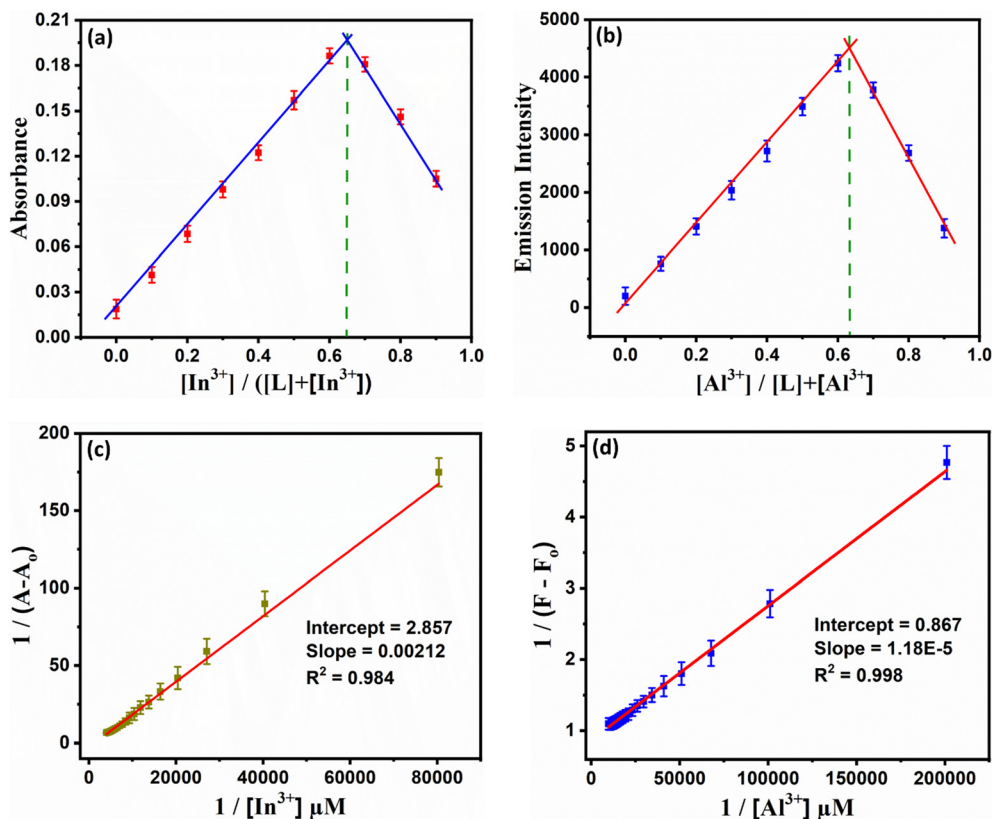 (a)
0.21
0.18
0.15
0.12
0.09
0.06
0.03
0.00
Absorbance
0.0 0.2 0.4 0.6 0.8 1.0
[In³⁺] / ([L]+[In³⁺])
(b)
5000
4000
3000
2000
1000
0
Emission Intensity
0.0 0.2 0.4 0.6 0.8 1.0
[Al³⁺] / [L]+[Al³⁺]
(c)
200
150
100
50
0
1 / (A-Aₒ)
Intercept = 2.857
Slope = 0.00212
R² = 0.984
0 20000 40000 60000 80000
1 / [In³⁺] µM
(d)
5
4
3
2
1
1 / (F - Fₒ)
Intercept = 0.867
Slope = 1.18E-5
R² = 0.998
0 50000 100000 150000 200000
1 / [Al³⁺] µM